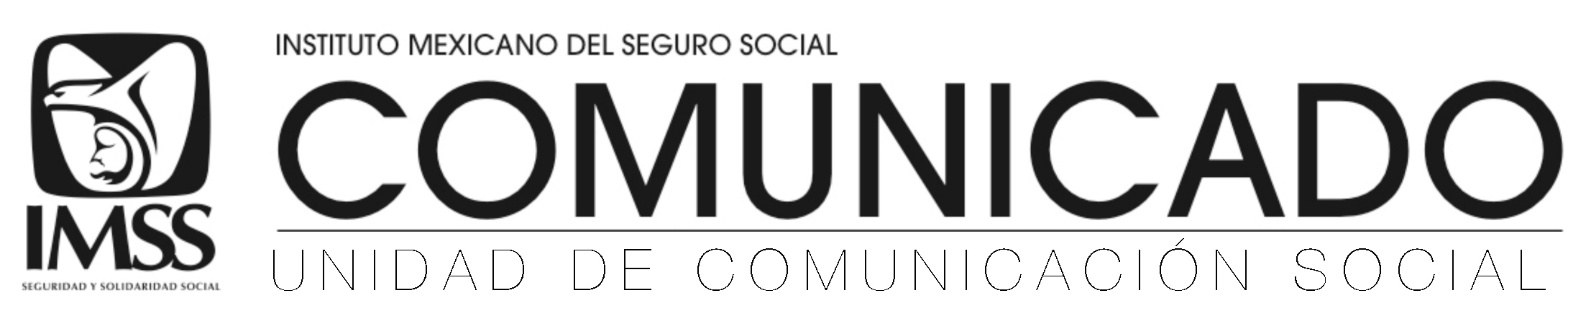 IMSS
SEGURIDAD Y SOLIDARIDAD SOCIAL
INSTITUTO MEXICANO DEL SEGURO SOCIAL
COMUNICADO
UNIDAD DE COMUNICACIÓN SOCIAL